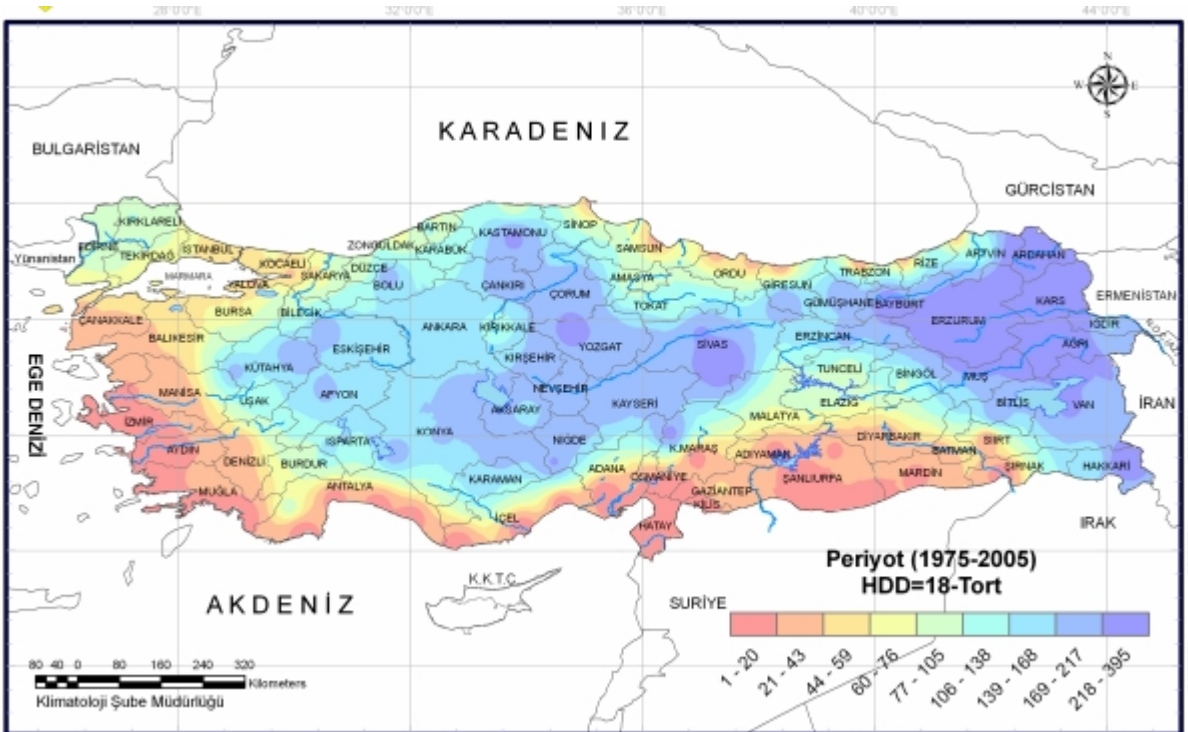 28°0'0"E 32°0'0"E 36°0'0"E 40°0'0"E 44°0'0"E
N
W E
S
KARADENIZ
BULGARİSTAN
GÜRCİSTAN
Yünanistan
ERMENİSTAN
İRAN
IRAK
SURİYE
K.K.T.C.
EGE DENİZİ
AKDENİZ
MARMARA
KIRKLARELİ
EDİRNE
TEKİRDAĞ
İSTANBUL
KOCAELİ
YALOVA
SAKARYA
DÜZCE
ZONGULDAK
BARTIN
KARABÜK
KASTAMONU
SİNOP
SAMSUN
ORDU
GİRESUN
TRABZON
RİZE
ARTVİN
ARDAHAN
ÇANAKKALE
BALIKESİR
BURSA
BİLECİK
BOLU
ÇANKIRI
ÇORUM
AMASYA
TOKAT
GÜMÜŞHANE
BAYBURT
ERZURUM
KARS
IĞDIR
AĞRI
ESKİŞEHİR
ANKARA
KIRIKKALE
KIRŞEHİR
YOZGAT
SİVAS
ERZİNCAN
TUNCELİ
BİNGÖL
MUŞ
KÜTAHYA
MANİSA
UŞAK
AFYON
NEVŞEHİR
AKSARAY
KAYSERİ
MALATYA
ELAZIĞ
BİTLİS
VAN
İZMİR
AYDIN
DENİZLİ
BURDUR
ISPARTA
KONYA
NİĞDE
K.MARAŞ
ADIYAMAN
DİYARBAKIR
BATMAN
SİİRT
ŞIRNAK
HAKKARİ
MUĞLA
ANTALYA
KARAMAN
İÇEL
ADANA
OSMANİYE
GAZİANTEP
KİLİS
HATAY
ŞANLIURFA
MARDİN
Periyot (1975-2005)
HDD=18-Tort
1 - 20
21 - 43
44 - 59
60 - 76
77 - 105
106 - 138
139 - 168
169 - 217
218 - 395
80 40 0 80 160 240 320
Kilometers
Klimatoloji Şube Müdürlüğü